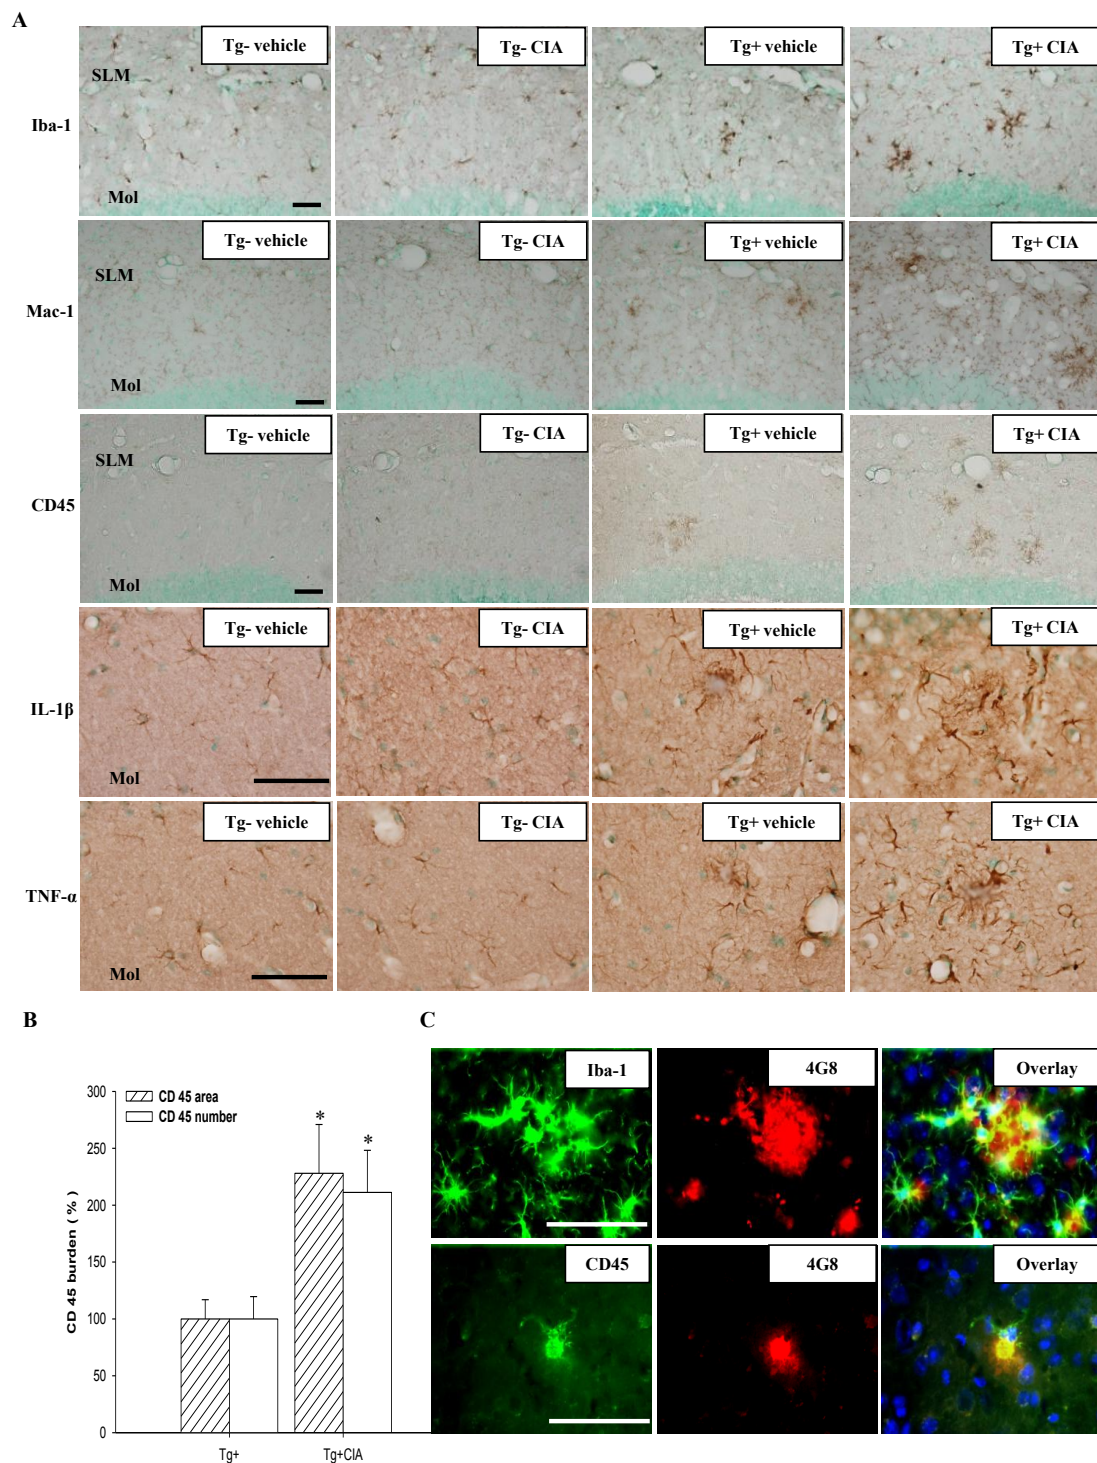 A
Tg- vehicle
Tg- CIA
Tg+ vehicle
Tg+ CIA
SLM
Iba-1
Mol
Tg- vehicle
Tg- CIA
Tg+ vehicle
Tg+ CIA
SLM
Mac-1
Mol
Tg- vehicle
Tg- CIA
Tg+ vehicle
Tg+ CIA
SLM
CD45
Mol
Tg- vehicle
Tg- CIA
Tg+ vehicle
Tg+ CIA
IL-1β
Mol
Tg- vehicle
Tg- CIA
Tg+ vehicle
Tg+ CIA
TNF-α
Mol
B
CD 45 burden ( % )
300
250
200
150
100
50
0
CD 45 area
CD 45 number
*
*
Tg+
Tg+CIA
C
Iba-1
4G8
Overlay
CD45
4G8
Overlay